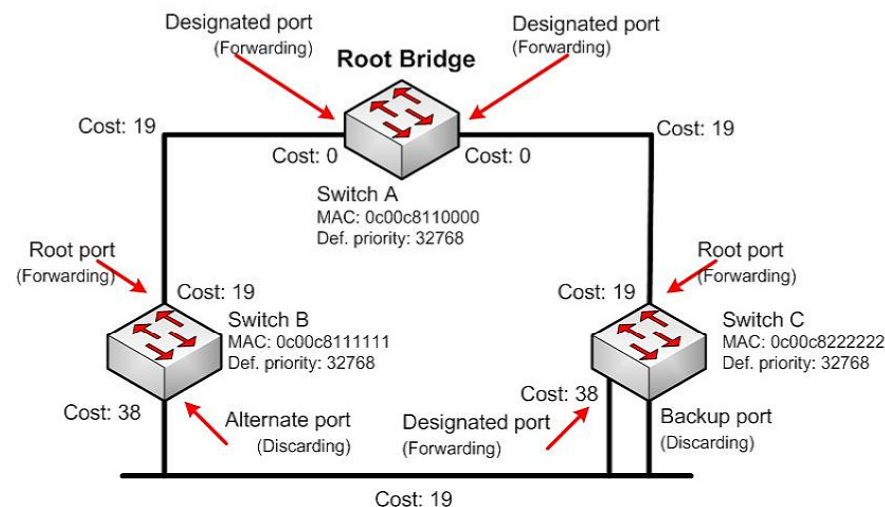 Designated port
(Forwarding)
Designated port
(Forwarding)
Root Bridge
Cost: 19
Cost: 0
Cost: 0
Cost: 19
Switch A
MAC: 0c00c8110000
Def. priority: 32768
Root port
(Forwarding)
Root port
(Forwarding)
Cost: 19
Cost: 19
Switch B
MAC: 0c00c8111111
Def. priority: 32768
Switch C
MAC: 0c00c8222222
Def. priority: 32768
Cost: 38
Alternate port
(Discarding)
Cost: 38
Designated port
(Forwarding)
Backup port
(Discarding)
Cost: 19